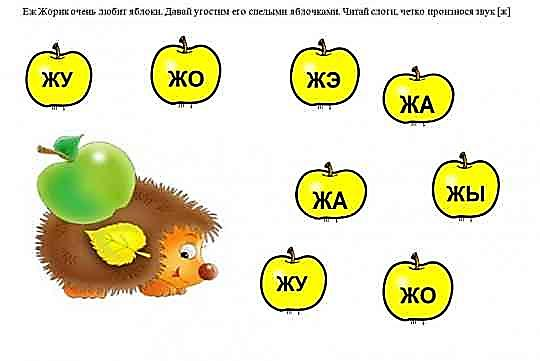 Еж Жорик очень любит яблоки. Давай угостим его спелыми яблочками. Читай слоги, четко произнося звук [ж]
ЖУ ЖО ЖЭ ЖА
ЖА ЖЫ
ЖУ ЖО